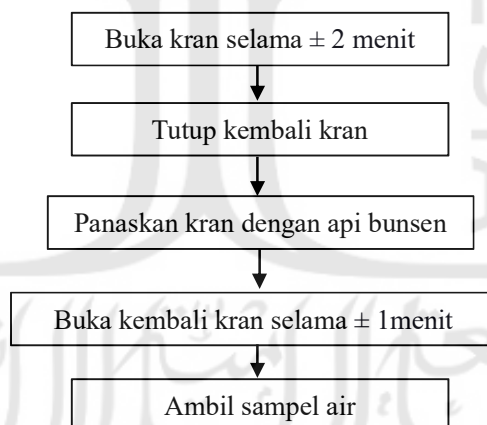 Buka kran selama ± 2 menit
Tutup kembali kran
Panaskan kran dengan api bunsen
Buka kembali kran selama ± 1menit
Ambil sampel air